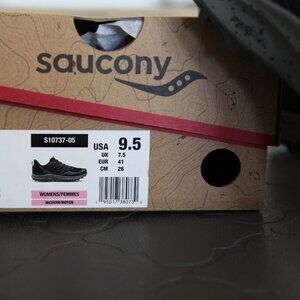 saucony
S10737-05
USA 9.5
UK 7.5
EUR 41
CM 26
WOMENS/FEMMES
MEDIUM/MOYEN